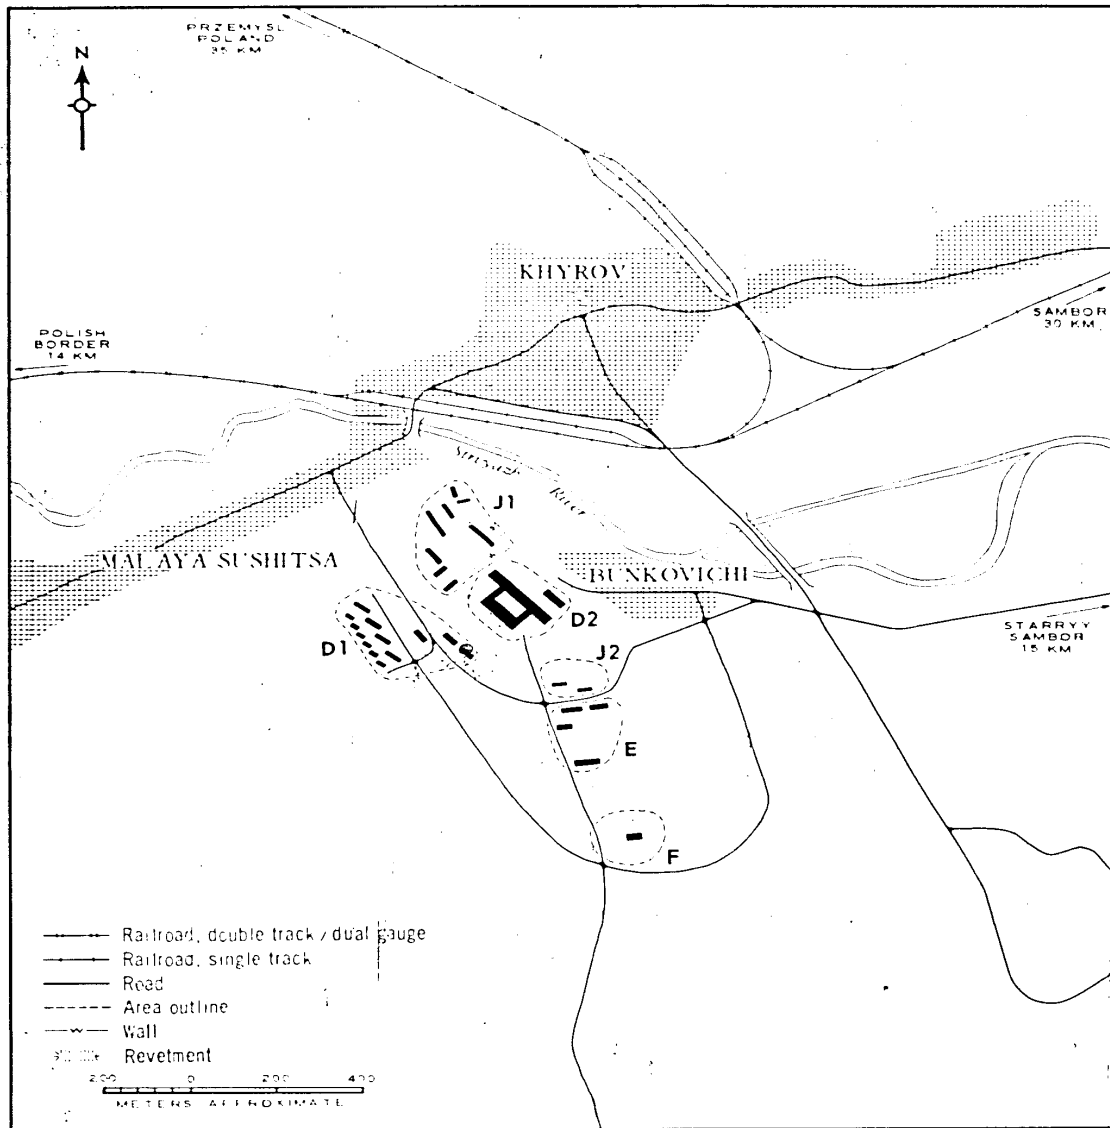 PRZEMYSL
POLAND
35 KM
N
KHYROV
POLISH
BORDER
14 KM
SAMBOR
30 KM
River
J1
MALAYA SUSHITSA
BUNKOVICHI
D2
D1
STARRYY
SAMBOR
15 KM
J2
E
F
Railroad, double track / dual gauge
Railroad, single track
Road
Area outline
Wall
Revetment
200 0 200 400
METERS APPROXIMATE